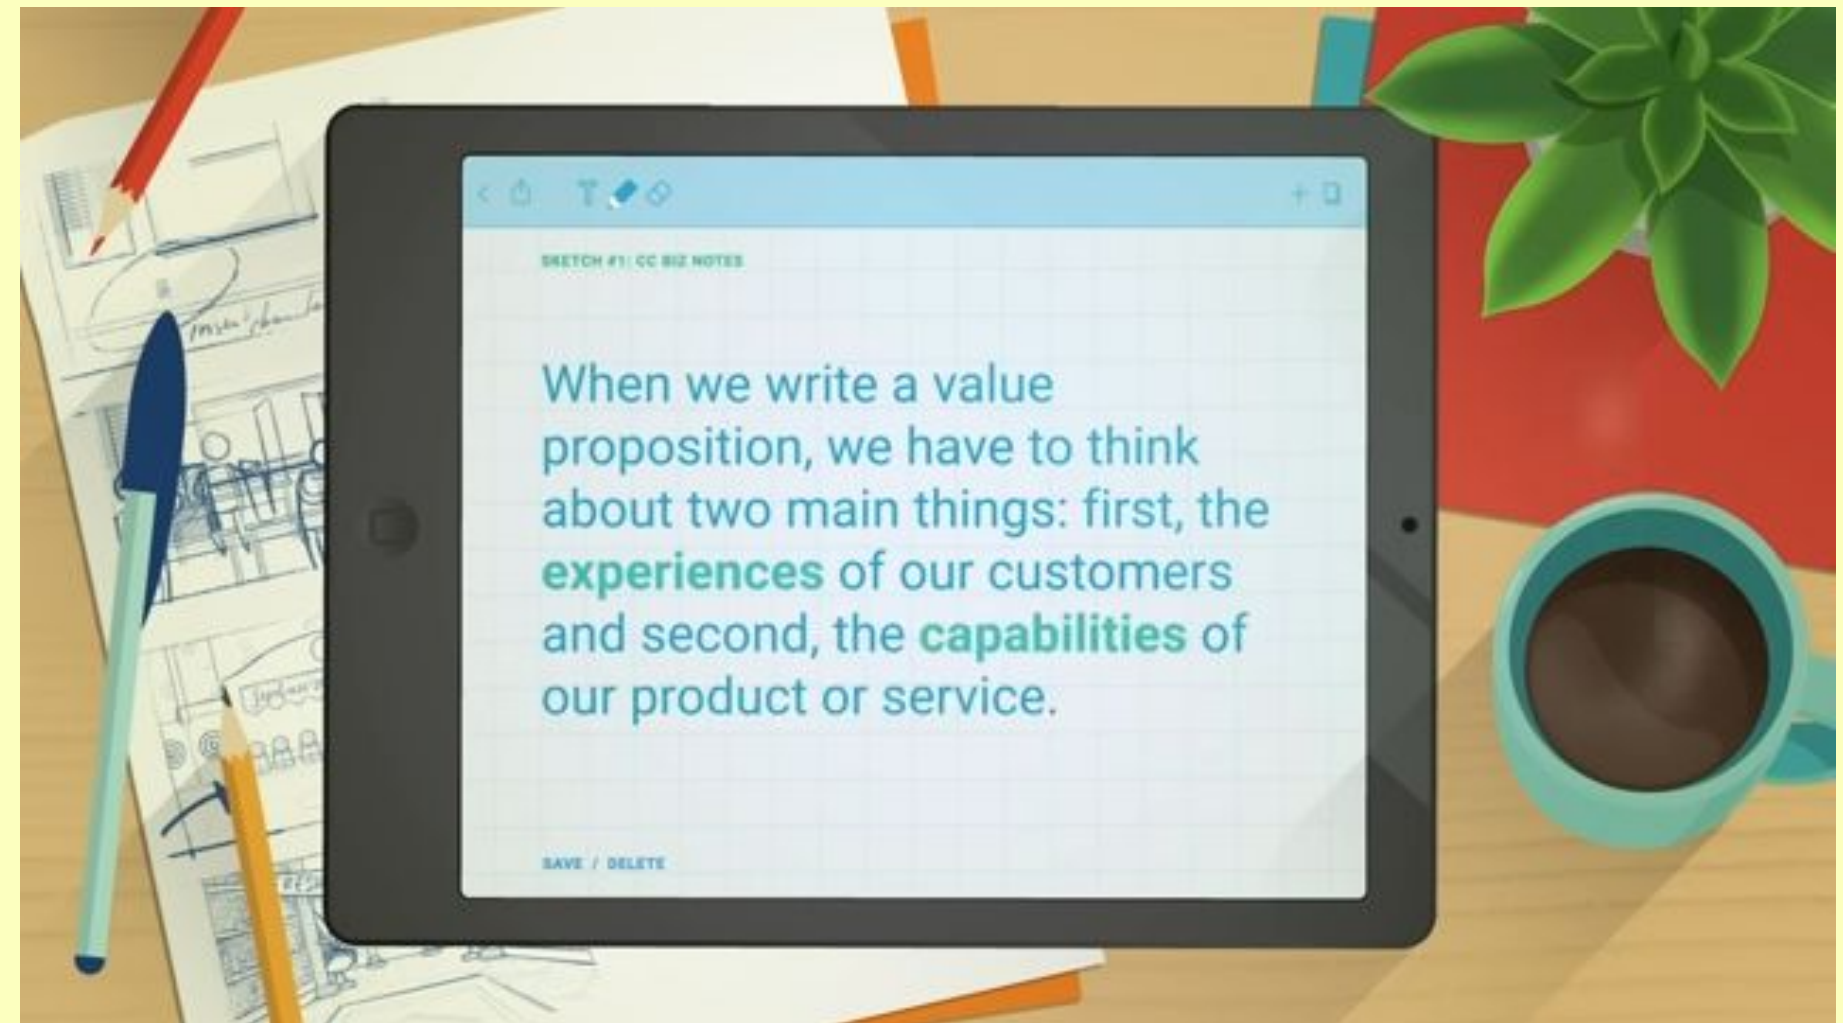 SKETCH #1: CC BIZ NOTES
When we write a value
proposition, we have to think
about two main things: first, the
experiences of our customers
and second, the capabilities of
our product or service.
SAVE / DELETE